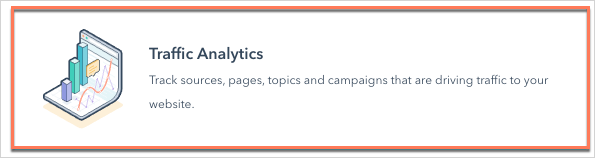 Traffic Analytics
Track sources, pages, topics and campaigns that are driving traffic to your
website.